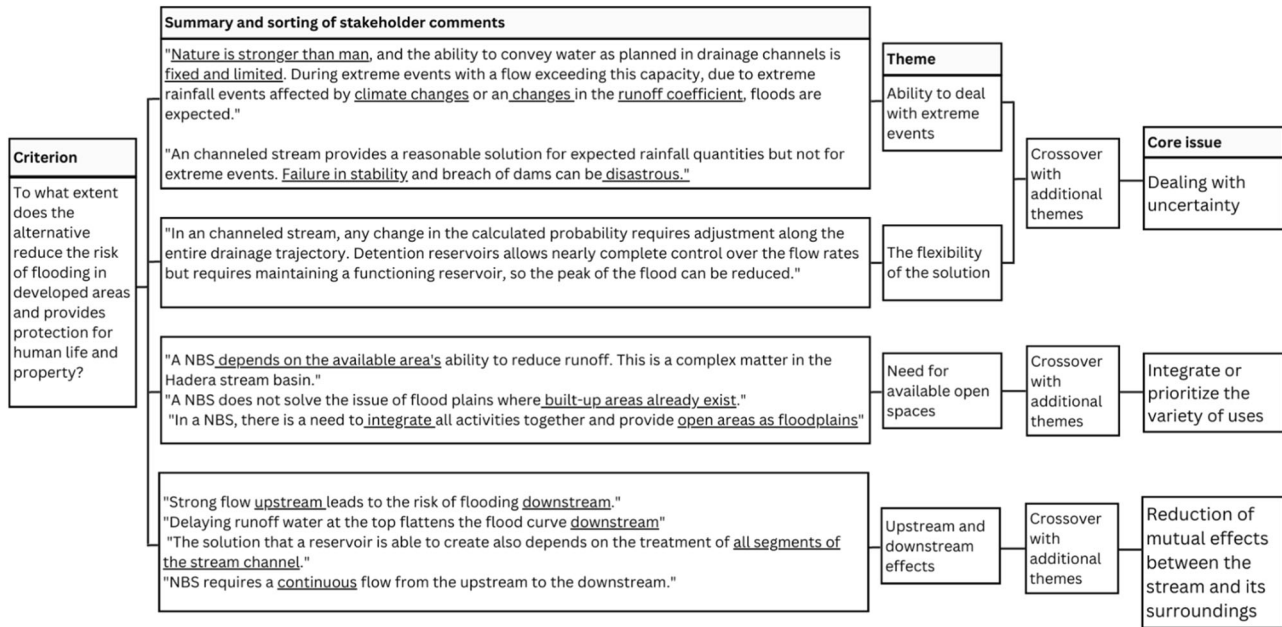 Criterion
To what extent
does the
alternative
reduce the risk
of flooding in
developed areas
and provides
protection for
human life and
property?
Summary and sorting of stakeholder comments
"Nature is stronger than man, and the ability to convey water as planned in drainage channels is
fixed and limited. During extreme events with a flow exceeding this capacity, due to extreme
rainfall events affected by climate changes or an changes in the runoff coefficient, floods are
expected."
"An channeled stream provides a reasonable solution for expected rainfall quantities but not for
extreme events. Failure in stability and breach of dams can be disastrous."
Theme
Ability to deal
with extreme
events
"In an channeled stream, any change in the calculated probability requires adjustment along the
entire drainage trajectory. Detention reservoirs allows nearly complete control over the flow rates
but requires maintaining a functioning reservoir, so the peak of the flood can be reduced."
The flexibility
of the solution
Crossover
with
additional
themes
Core issue
Dealing with
uncertainty
"A NBS depends on the available area's ability to reduce runoff. This is a complex matter in the
Hadera stream basin."
"A NBS does not solve the issue of flood plains where built-up areas already exist."
"In a NBS, there is a need to integrate all activities together and provide open areas as floodplains"
Need for
available open
spaces
Crossover
with
additional
themes
Integrate or
prioritize the
variety of uses
"Strong flow upstream leads to the risk of flooding downstream."
"Delaying runoff water at the top flattens the flood curve downstream"
"The solution that a reservoir is able to create also depends on the treatment of all segments of
the stream channel."
"NBS requires a continuous flow from the upstream to the downstream."
Upstream and
downstream
effects
Crossover
with
additional
themes
Reduction of
mutual effects
between the
stream and its
surroundings